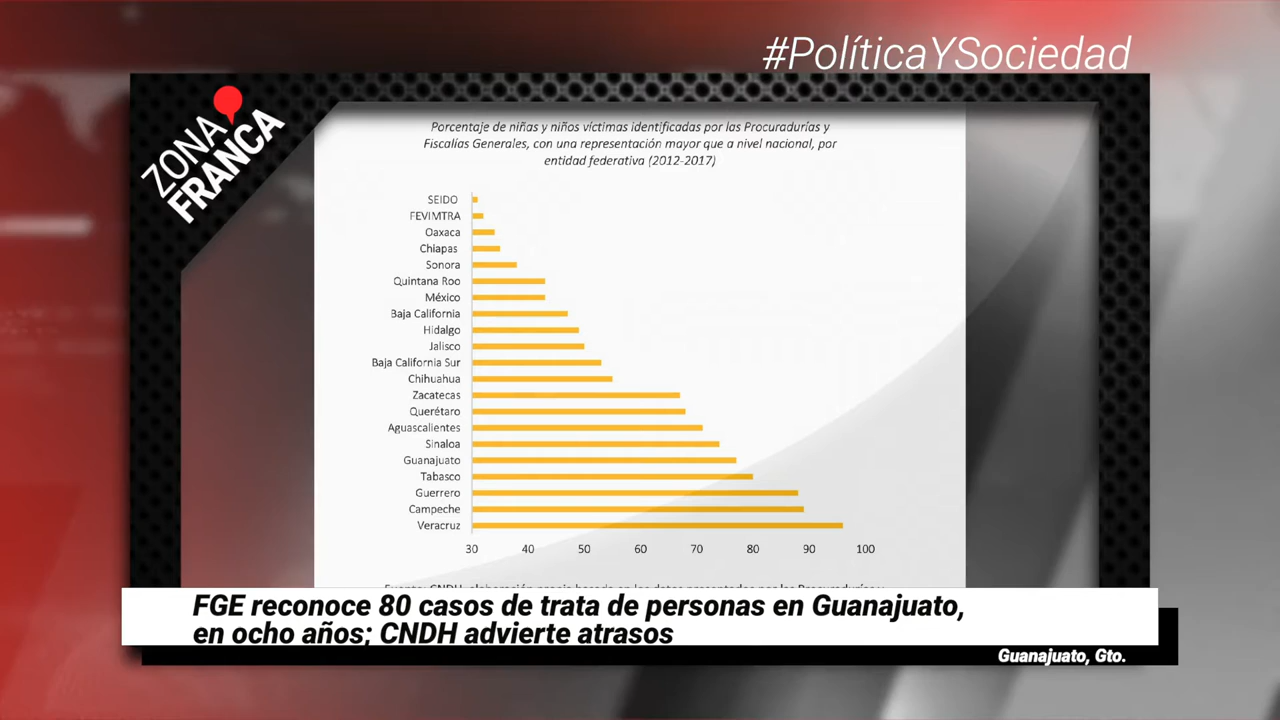 #PolíticaYSociedad
ZONA
FRANCA
Porcentaje de niñas y niños víctimas identificadas por las Procuradurías y
Fiscalías Generales, con una representación mayor que a nivel nacional, por
entidad federativa (2012-2017)
SEIDO
FEVIMTRA
Oaxaca
Chiapas
Sonora
Quintana Roo
México
Baja California
Hidalgo
Jalisco
Baja California Sur
Chihuahua
Zacatecas
Querétaro
Aguascalientes
Sinaloa
Guanajuato
Tabasco
Guerrero
Campeche
Veracruz
30 40 50 60 70 80 90 100
FGE reconoce 80 casos de trata de personas en Guanajuato,
en ocho años; CNDH advierte atrasos
Guanajuato, Gto.